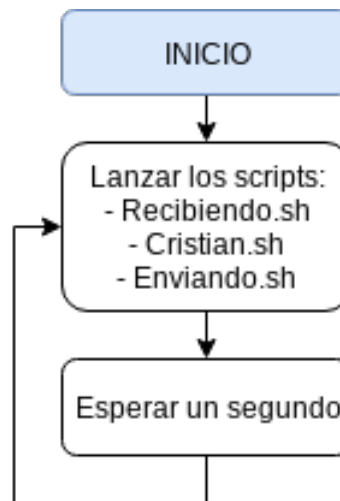 INICIO
Lanzar los scripts:
- Recibiendo.sh
- Cristian.sh
- Enviando.sh
Esperar un segundo